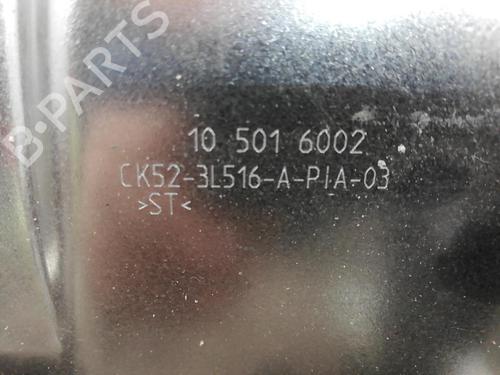 B-PARTS
10 501 6002
CK52-3L516-A-PIA-03
>ST<